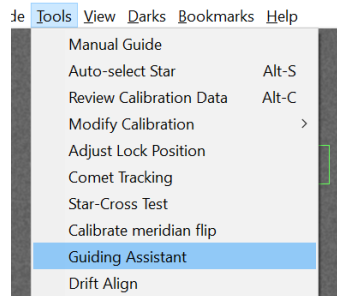 de Tools View Darks Bookmarks Help
Manual Guide
Auto-select Star Alt-S
Review Calibration Data Alt-C
Modify Calibration >
Adjust Lock Position
Comet Tracking
Star-Cross Test
Calibrate meridian flip
Guiding Assistant
Drift Align